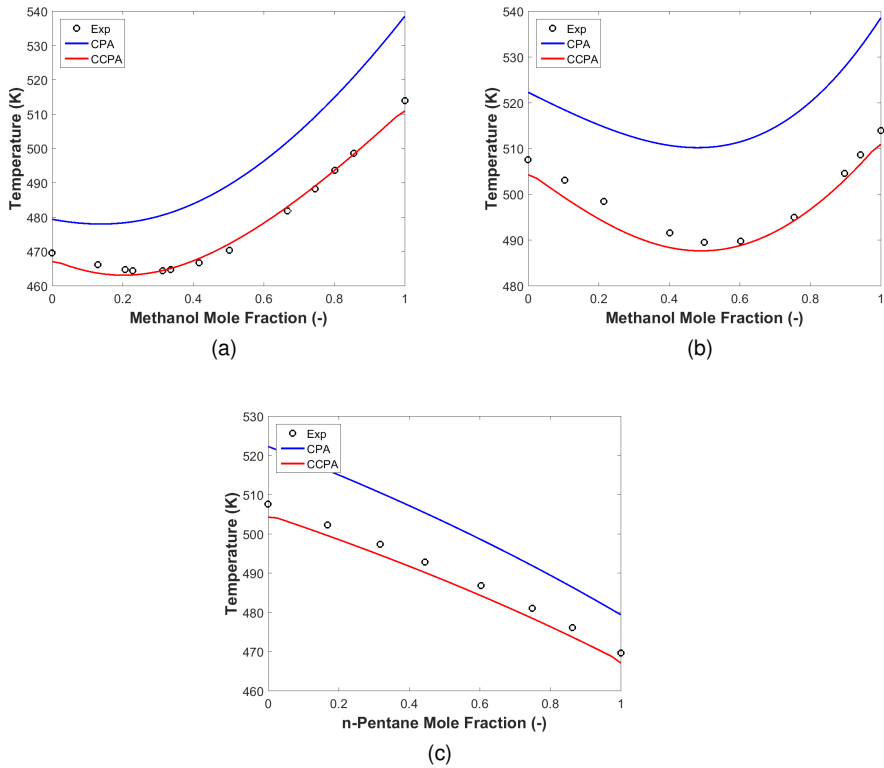 540
530
520
510
500
490
480
470
460
Temperature (K)
Exp
CPA
CCPA
0 0.2 0.4 0.6 0.8 1
Methanol Mole Fraction (-)
(a)
540
530
520
510
500
490
480
Temperature (K)
Exp
CPA
CCPA
0 0.2 0.4 0.6 0.8 1
Methanol Mole Fraction (-)
(b)
530
520
510
500
490
480
470
460
Temperature (K)
Exp
CPA
CCPA
0 0.2 0.4 0.6 0.8 1
n-Pentane Mole Fraction (-)
(c)